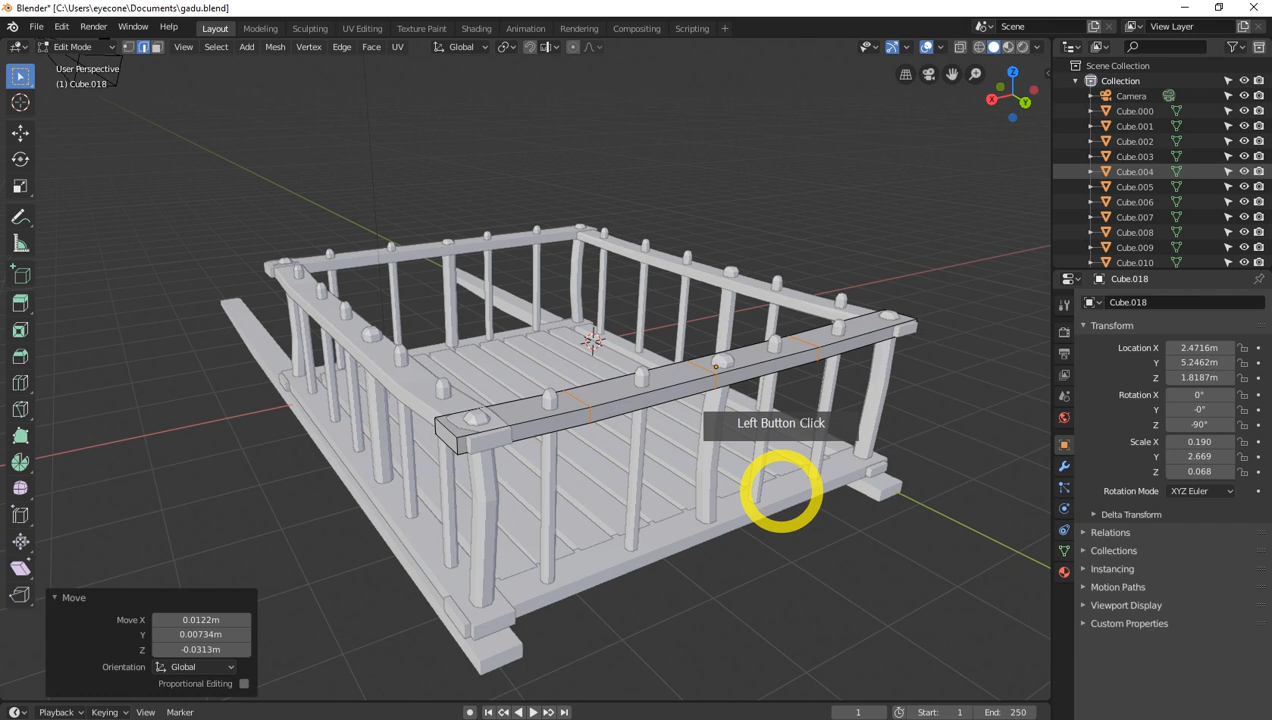 Blender* [C:\Users\eyecone\Documents\gadu.blend]
File Edit Render Window Help Layout Modeling Sculpting UV Editing Texture Paint Shading Animation Rendering Compositing Scripting + Scene View Layer
Edit Mode View Select Add Mesh Vertex Edge Face UV Global
User Perspective
(1) Cube.018
X
Y
Z
Scene Collection
Collection
Camera
Cube.000
Cube.001
Cube.002
Cube.003
Cube.004
Cube.005
Cube.006
Cube.007
Cube.008
Cube.009
Cube.010
Cube.018
Cube.018
Transform
Location X 2.4716m
Y 5.2462m
Z 1.8187m
Rotation X 0°
Y -0°
Z -90°
Scale X 0.190
Y 2.669
Z 0.068
Rotation Mode XYZ Euler
Delta Transform
Relations
Collections
Instancing
Motion Paths
Viewport Display
Custom Properties
Left Button Click
Move
Move X 0.0122m
Y 0.00734m
Z -0.0313m
Orientation Global
Proportional Editing
Playback Keying View Marker 1 Start: 1 End: 250